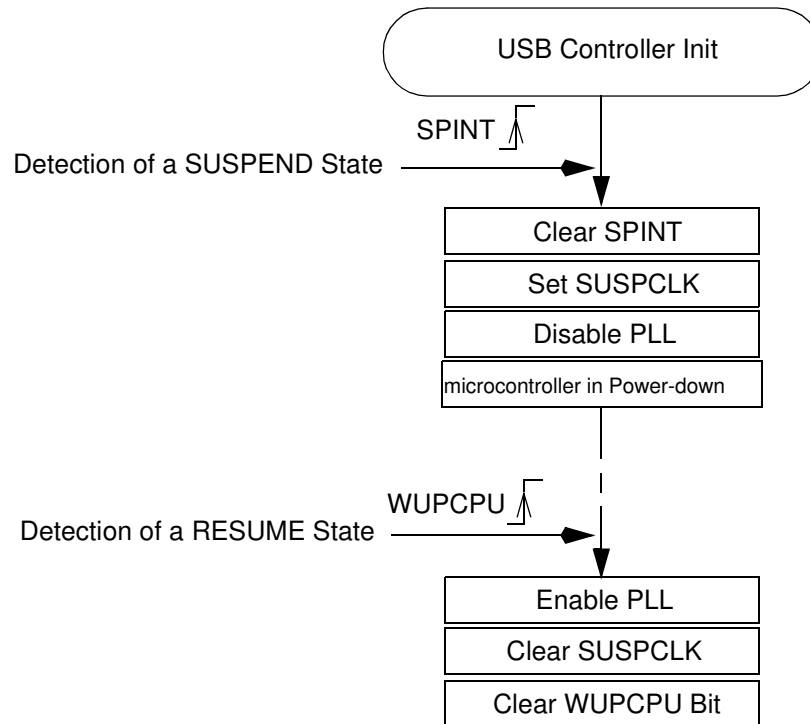 USB Controller Init
SPINT
Detection of a SUSPEND State
Clear SPINT
Set SUSPCLK
Disable PLL
microcontroller in Power-down
WUPCPU
Detection of a RESUME State
Enable PLL
Clear SUSPCLK
Clear WUPCPU Bit